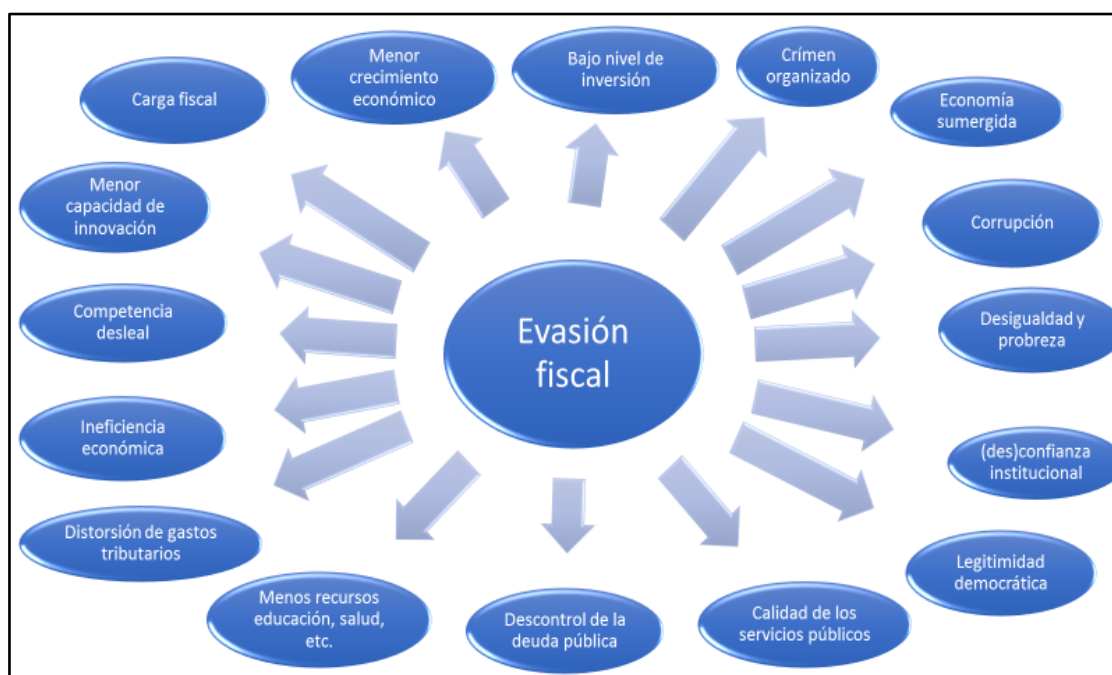 Menor
crecimiento
económico
Bajo nivel de
inversión
Crímen
organizado
Carga fiscal
Economía
sumergida
Menor
capacidad de
innovación
Corrupción
Competencia
desleal
Evasión
fiscal
Desigualdad y
probreza
Ineficiencia
económica
(des)confianza
institucional
Distorsión de gastos
tributarios
Legitimidad
democrática
Menos recursos
educación, salud,
etc.
Descontrol de la
deuda pública
Calidad de los
servicios públicos